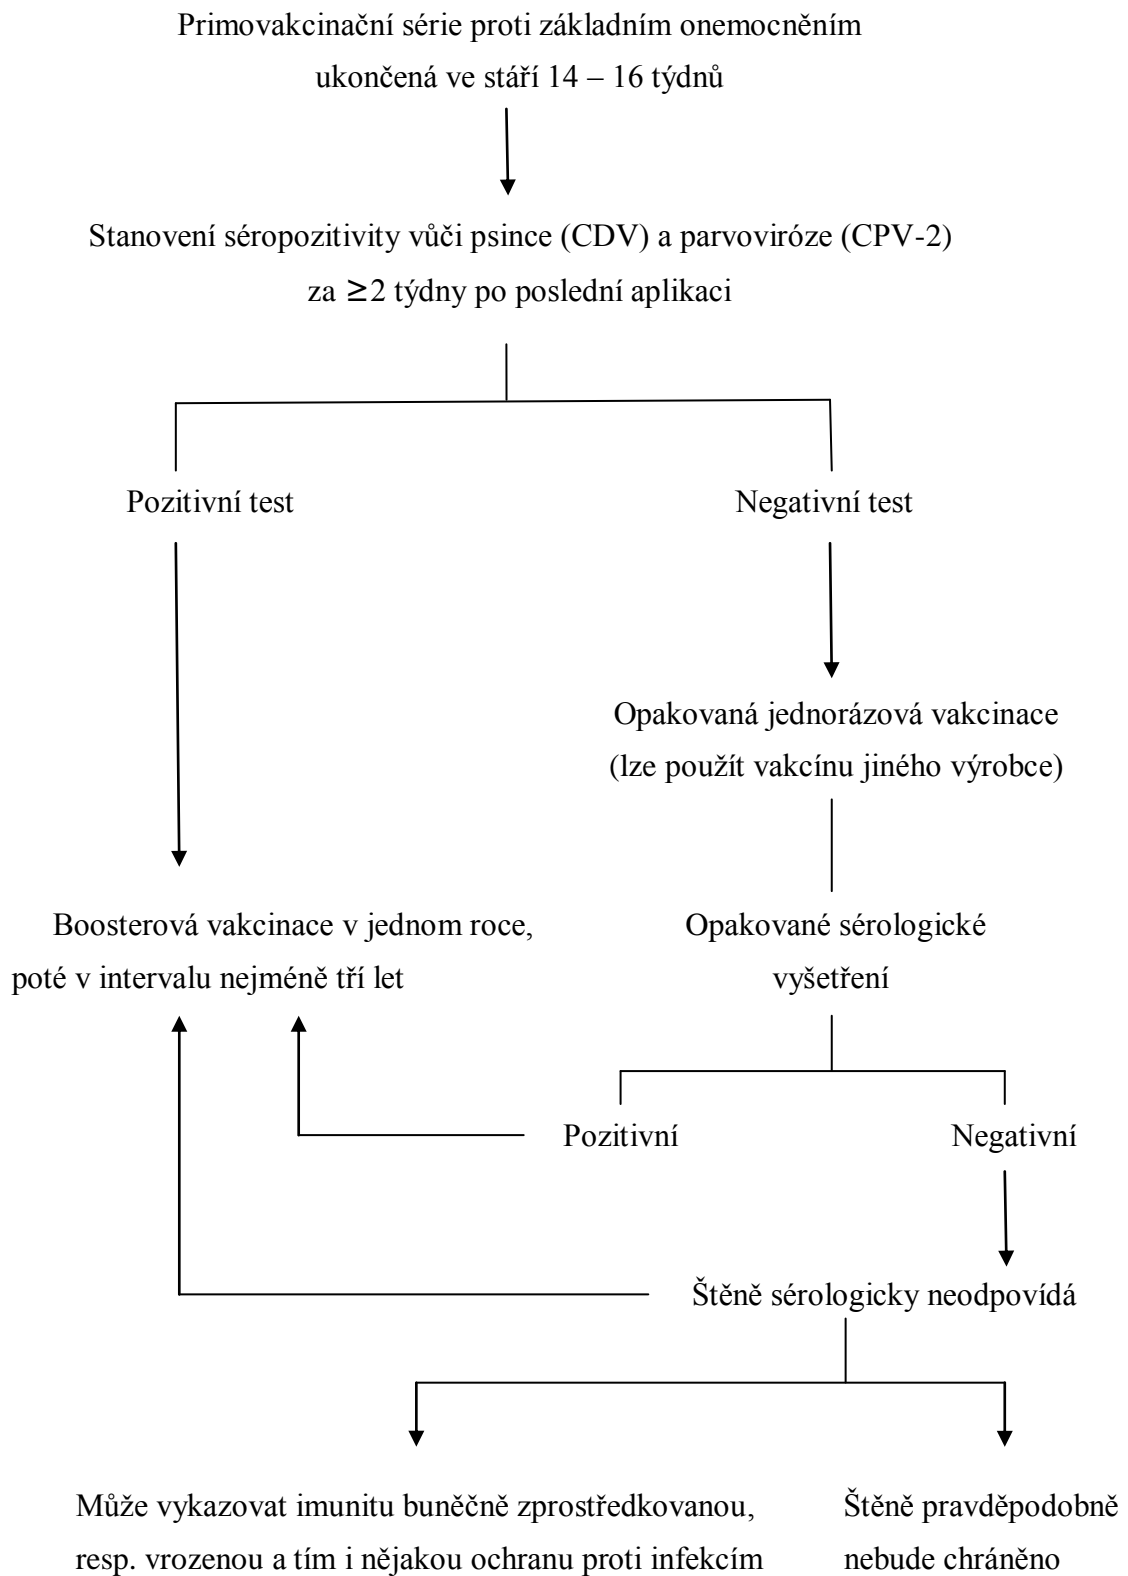 Primovakcinační série proti základním onemocněním
ukončená ve stáří 14 – 16 týdnů
Stanovení séropozitivity vůči psince (CDV) a parvoviróze (CPV-2)
za ≥2 týdny po poslední aplikaci
Pozitivní test
Negativní test
Opakovaná jednorázová vakcinace
(lze použít vakcínu jiného výrobce)
Boosterová vakcinace v jednom roce,
poté v intervalu nejméně tří let
Opakované sérologické
vyšetření
Pozitivní
Negativní
Štěně sérologicky neodpovídá
Může vykazovat imunitu buněčně zprostředkovanou,
resp. vrozenou a tím i nějakou ochranu proti infekcím
Štěně pravděpodobně
nebude chráněno